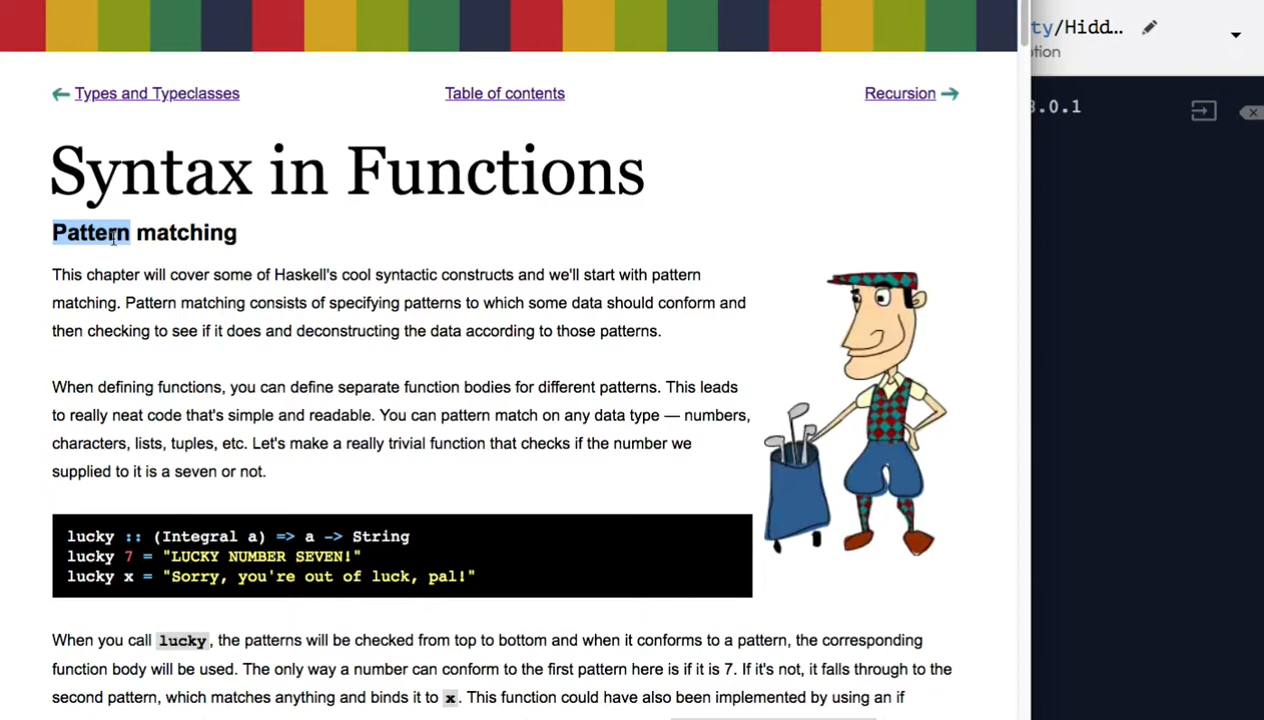 ty/Hidd...
tion
Types and Typeclasses
Table of contents
Recursion
3.0.1
Syntax in Functions
Pattern matching
This chapter will cover some of Haskell's cool syntactic constructs and we'll start with pattern
matching. Pattern matching consists of specifying patterns to which some data should conform and
then checking to see if it does and deconstructing the data according to those patterns.
When defining functions, you can define separate function bodies for different patterns. This leads
to really neat code that's simple and readable. You can pattern match on any data type — numbers,
characters, lists, tuples, etc. Let's make a really trivial function that checks if the number we
supplied to it is a seven or not.
lucky :: (Integral a) => a -> String
lucky 7 = "LUCKY NUMBER SEVEN!"
lucky x = "Sorry, you're out of luck, pal!"
When you call lucky, the patterns will be checked from top to bottom and when it conforms to a pattern, the corresponding
function body will be used. The only way a number can conform to the first pattern here is if it is 7. If it's not, it falls through to the
second pattern, which matches anything and binds it to x. This function could have also been implemented by using an if